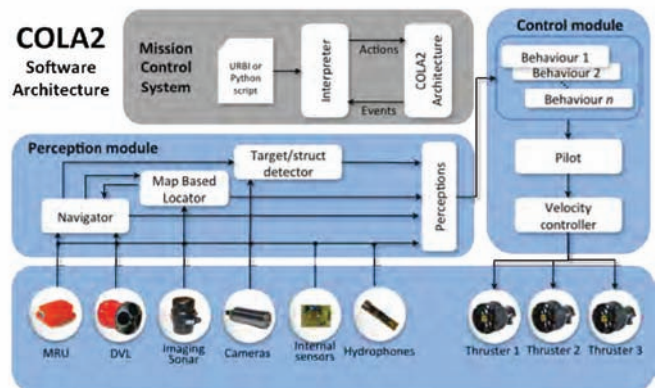 COLA2
Software
Architecture
Mission
Control
System
URBI or
Python
script
Interpreter
Actions
Events
COLA2
Architecture
Control module
Behaviour 1
Behaviour 2
Behaviour n
Pilot
Velocity
controller
Perception module
Target/struct
detector
Map Based
Locator
Navigator
Perceptions
MRU
DVL
Imaging
Sonar
Cameras
Internal
sensors
Hydrophones
Thruster 1
Thruster 2
Thruster 3